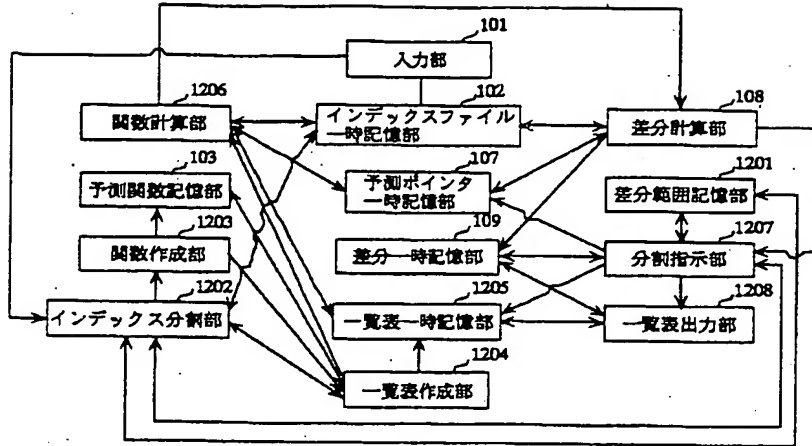 101
入力部
1206
関数計算部
102
インデックスファイル
一時記憶部
108
差分計算部
103
予測関数記憶部
107
予測ポインタ
一時記憶部
1201
差分範囲記憶部
1203
関数作成部
109
差分一時記憶部
1207
分割指示部
1202
インデックス分割部
1205
一覧表一時記憶部
1208
一覧表出力部
1204
一覧表作成部